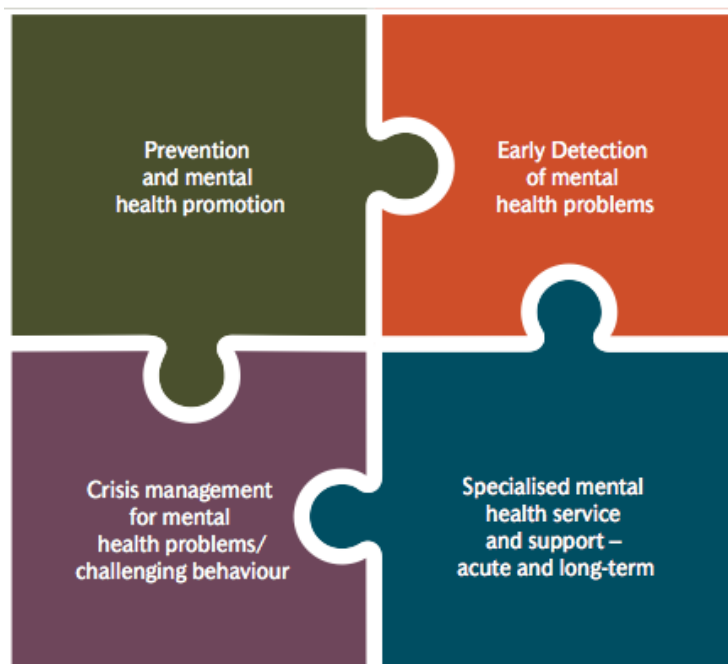 Prevention
and mental
health promotion
Early Detection
of mental
health problems
Crisis management
for mental
health problems/
challenging behaviour
Specialised mental
health service
and support –
acute and long-term